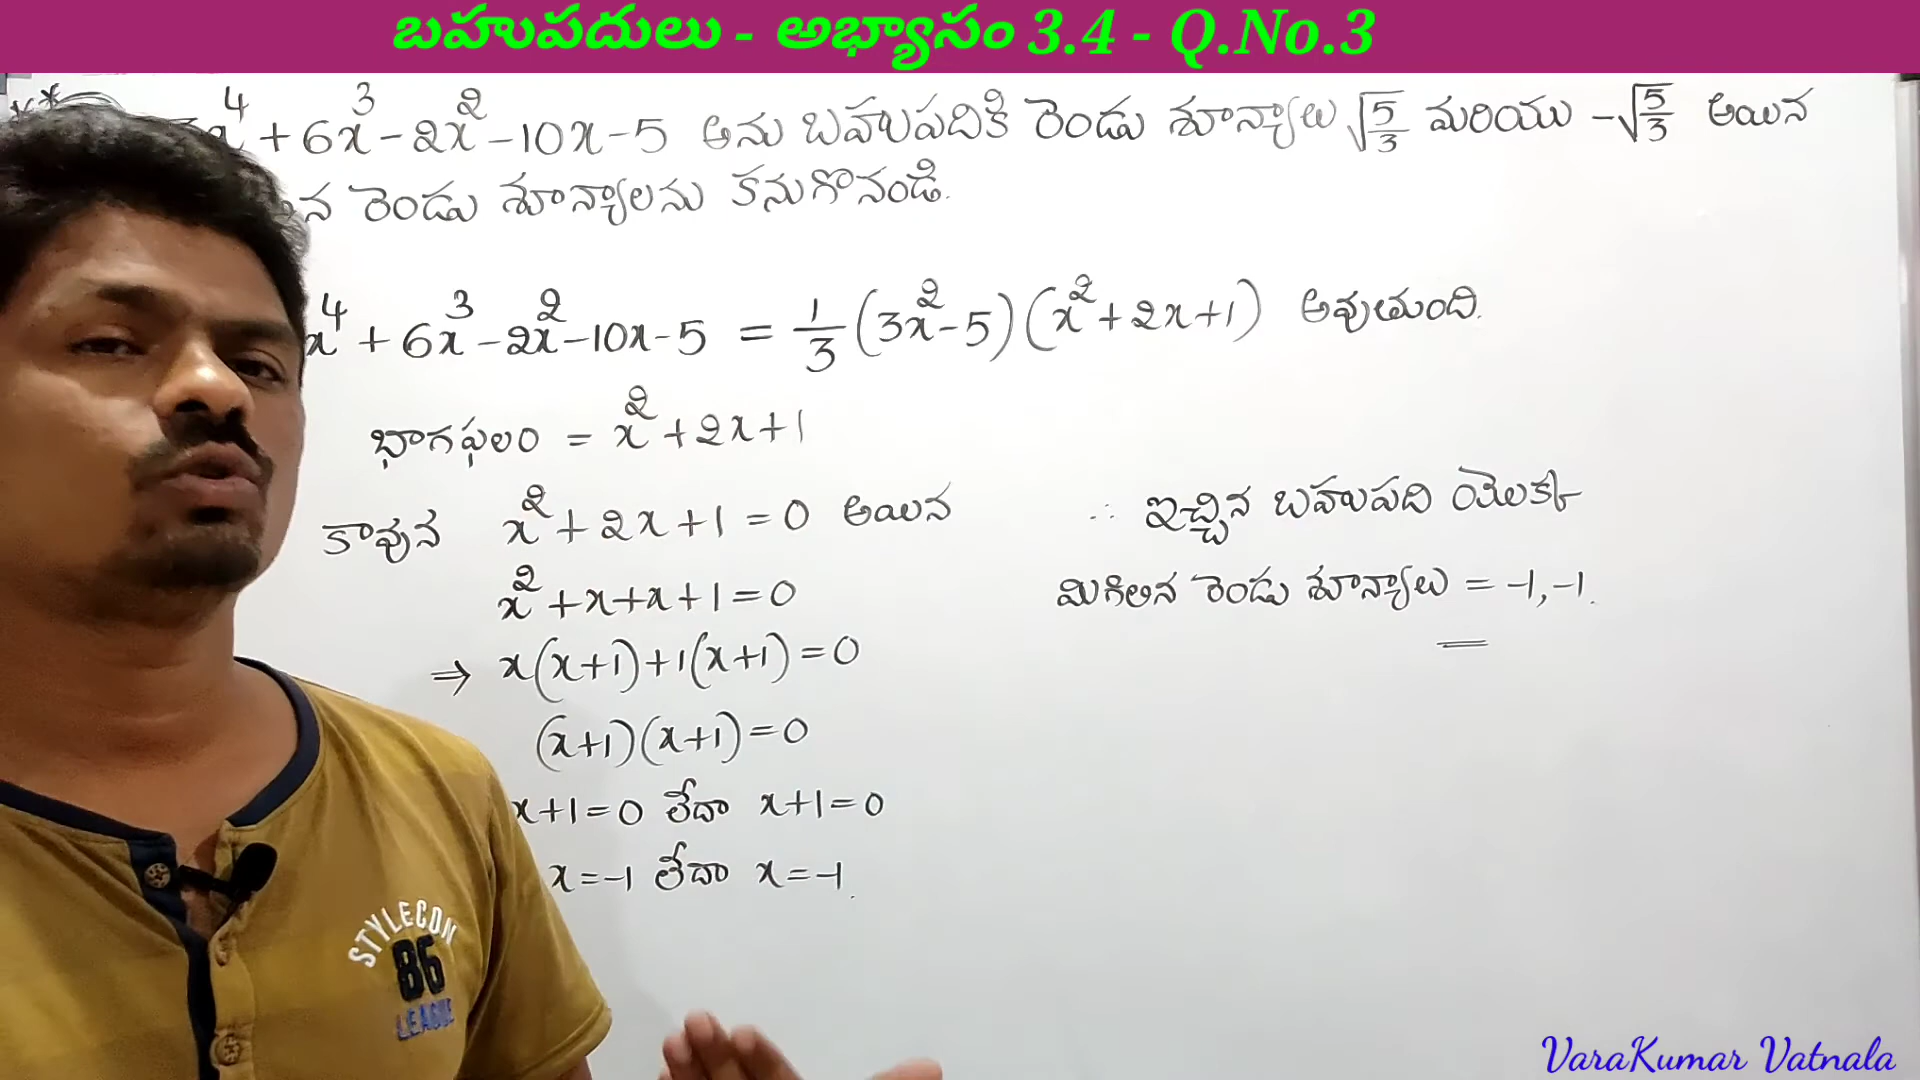 బహుపదులు - అభ్యాసం 3.4 - Q.No.3
x⁴ + 6x³ - 2x² - 10x - 5 అను బహుపదికి రెండు శూన్యాలు √5/3 మరియు -√5/3 అయిన
రెండు శూన్యాలను కనుగొనండి.
x⁴ + 6x³ - 2x² - 10x - 5 = 1/3 (3x² - 5)(x² + 2x + 1) అవుతుంది.
భాగఫలం = x² + 2x + 1
కావున x² + 2x + 1 = 0 అయిన
x² + x + x + 1 = 0
⇒ x(x+1) + 1(x+1) = 0
(x+1)(x+1) = 0
x+1 = 0 లేదా x+1 = 0
x = -1 లేదా x = -1.
∴ ఇచ్చిన బహుపది యొక్క
మిగిలిన రెండు శూన్యాలు = -1, -1.
STYLECON
86
LEAGUE
VaraKumar Vatnala